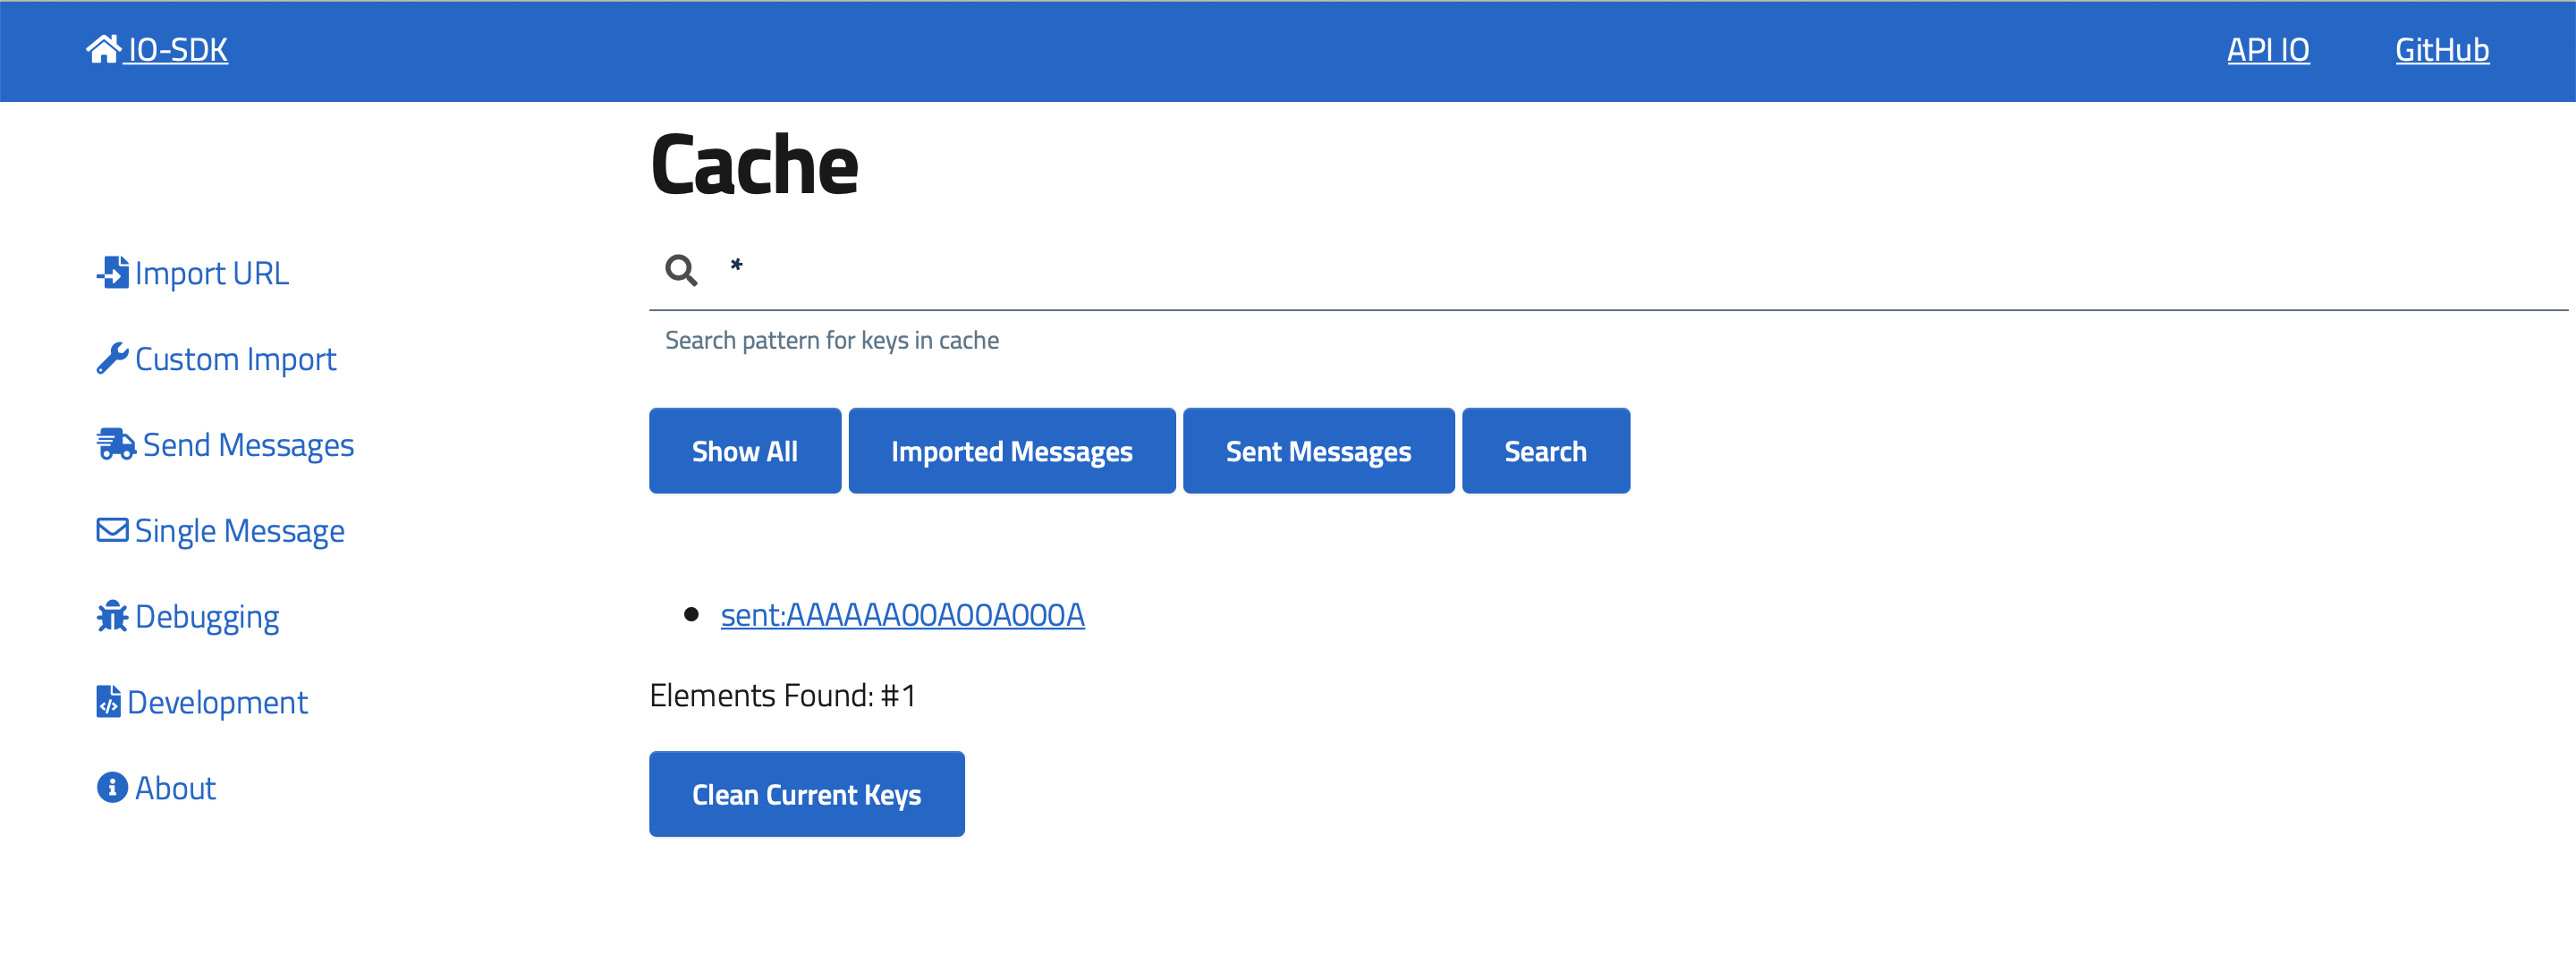 IO-SDK
API IO
GitHub
Cache
Import URL
Custom Import
Send Messages
Single Message
Debugging
Development
About
*
Search pattern for keys in cache
Show All
Imported Messages
Sent Messages
Search
sent:AAAAAA00A00A000A
Elements Found: #1
Clean Current Keys